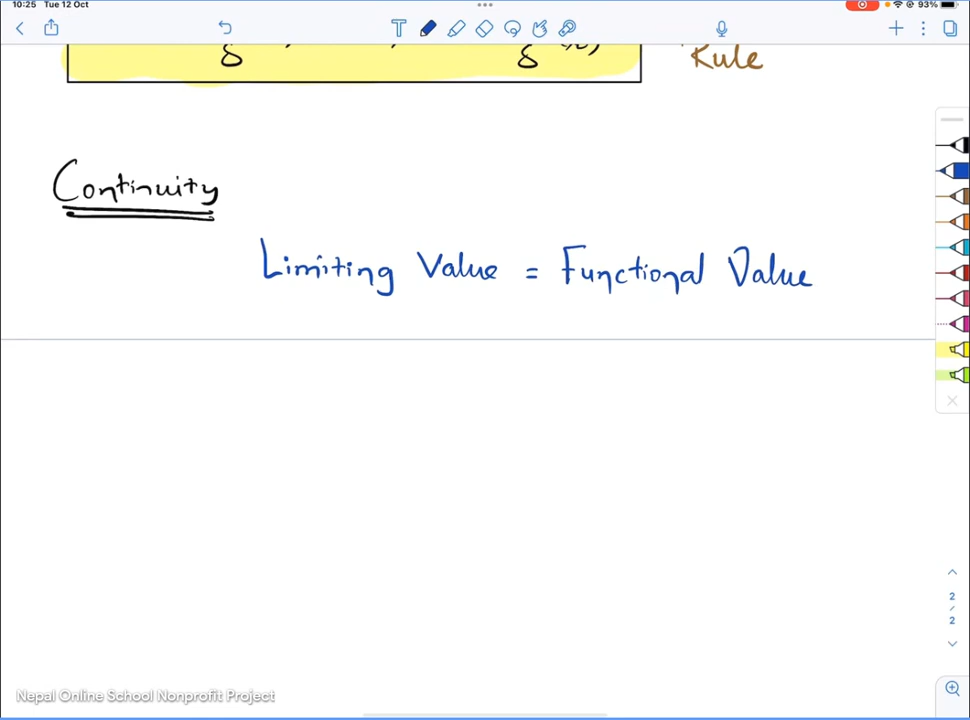 10:25 Tue 12 Oct
93%
Rule
Continuity
Limiting Value = Functional Value
2
/
2
Nepal Online School Nonprofit Project